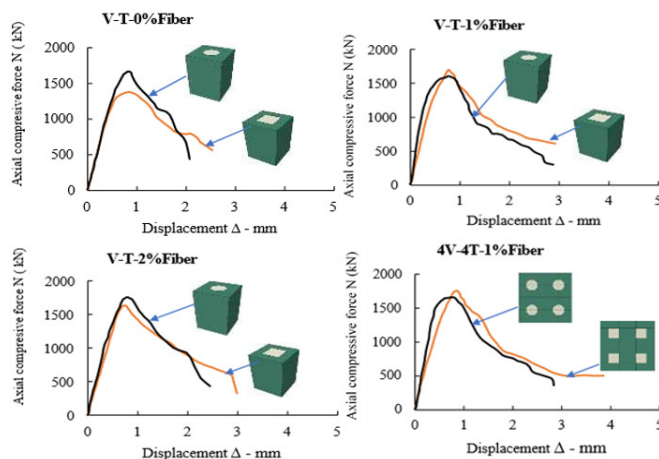 V-T-0%Fiber
Axial compressive force N ( kN)
2000
1500
1000
500
0
0 1 2 3 4 5
Displacement Δ - mm
V-T-1%Fiber
Axial compressive force N (kN)
2000
1500
1000
500
0
0 1 2 3 4 5
Displacement Δ - mm
V-T-2%Fiber
Axial compressive force N (kN)
2000
1500
1000
500
0
0 1 2 3 4 5
Displacement Δ - mm
4V-4T-1%Fiber
Axial compressive force N (kN)
2000
1500
1000
500
0
0 1 2 3 4 5
Displacement Δ - mm